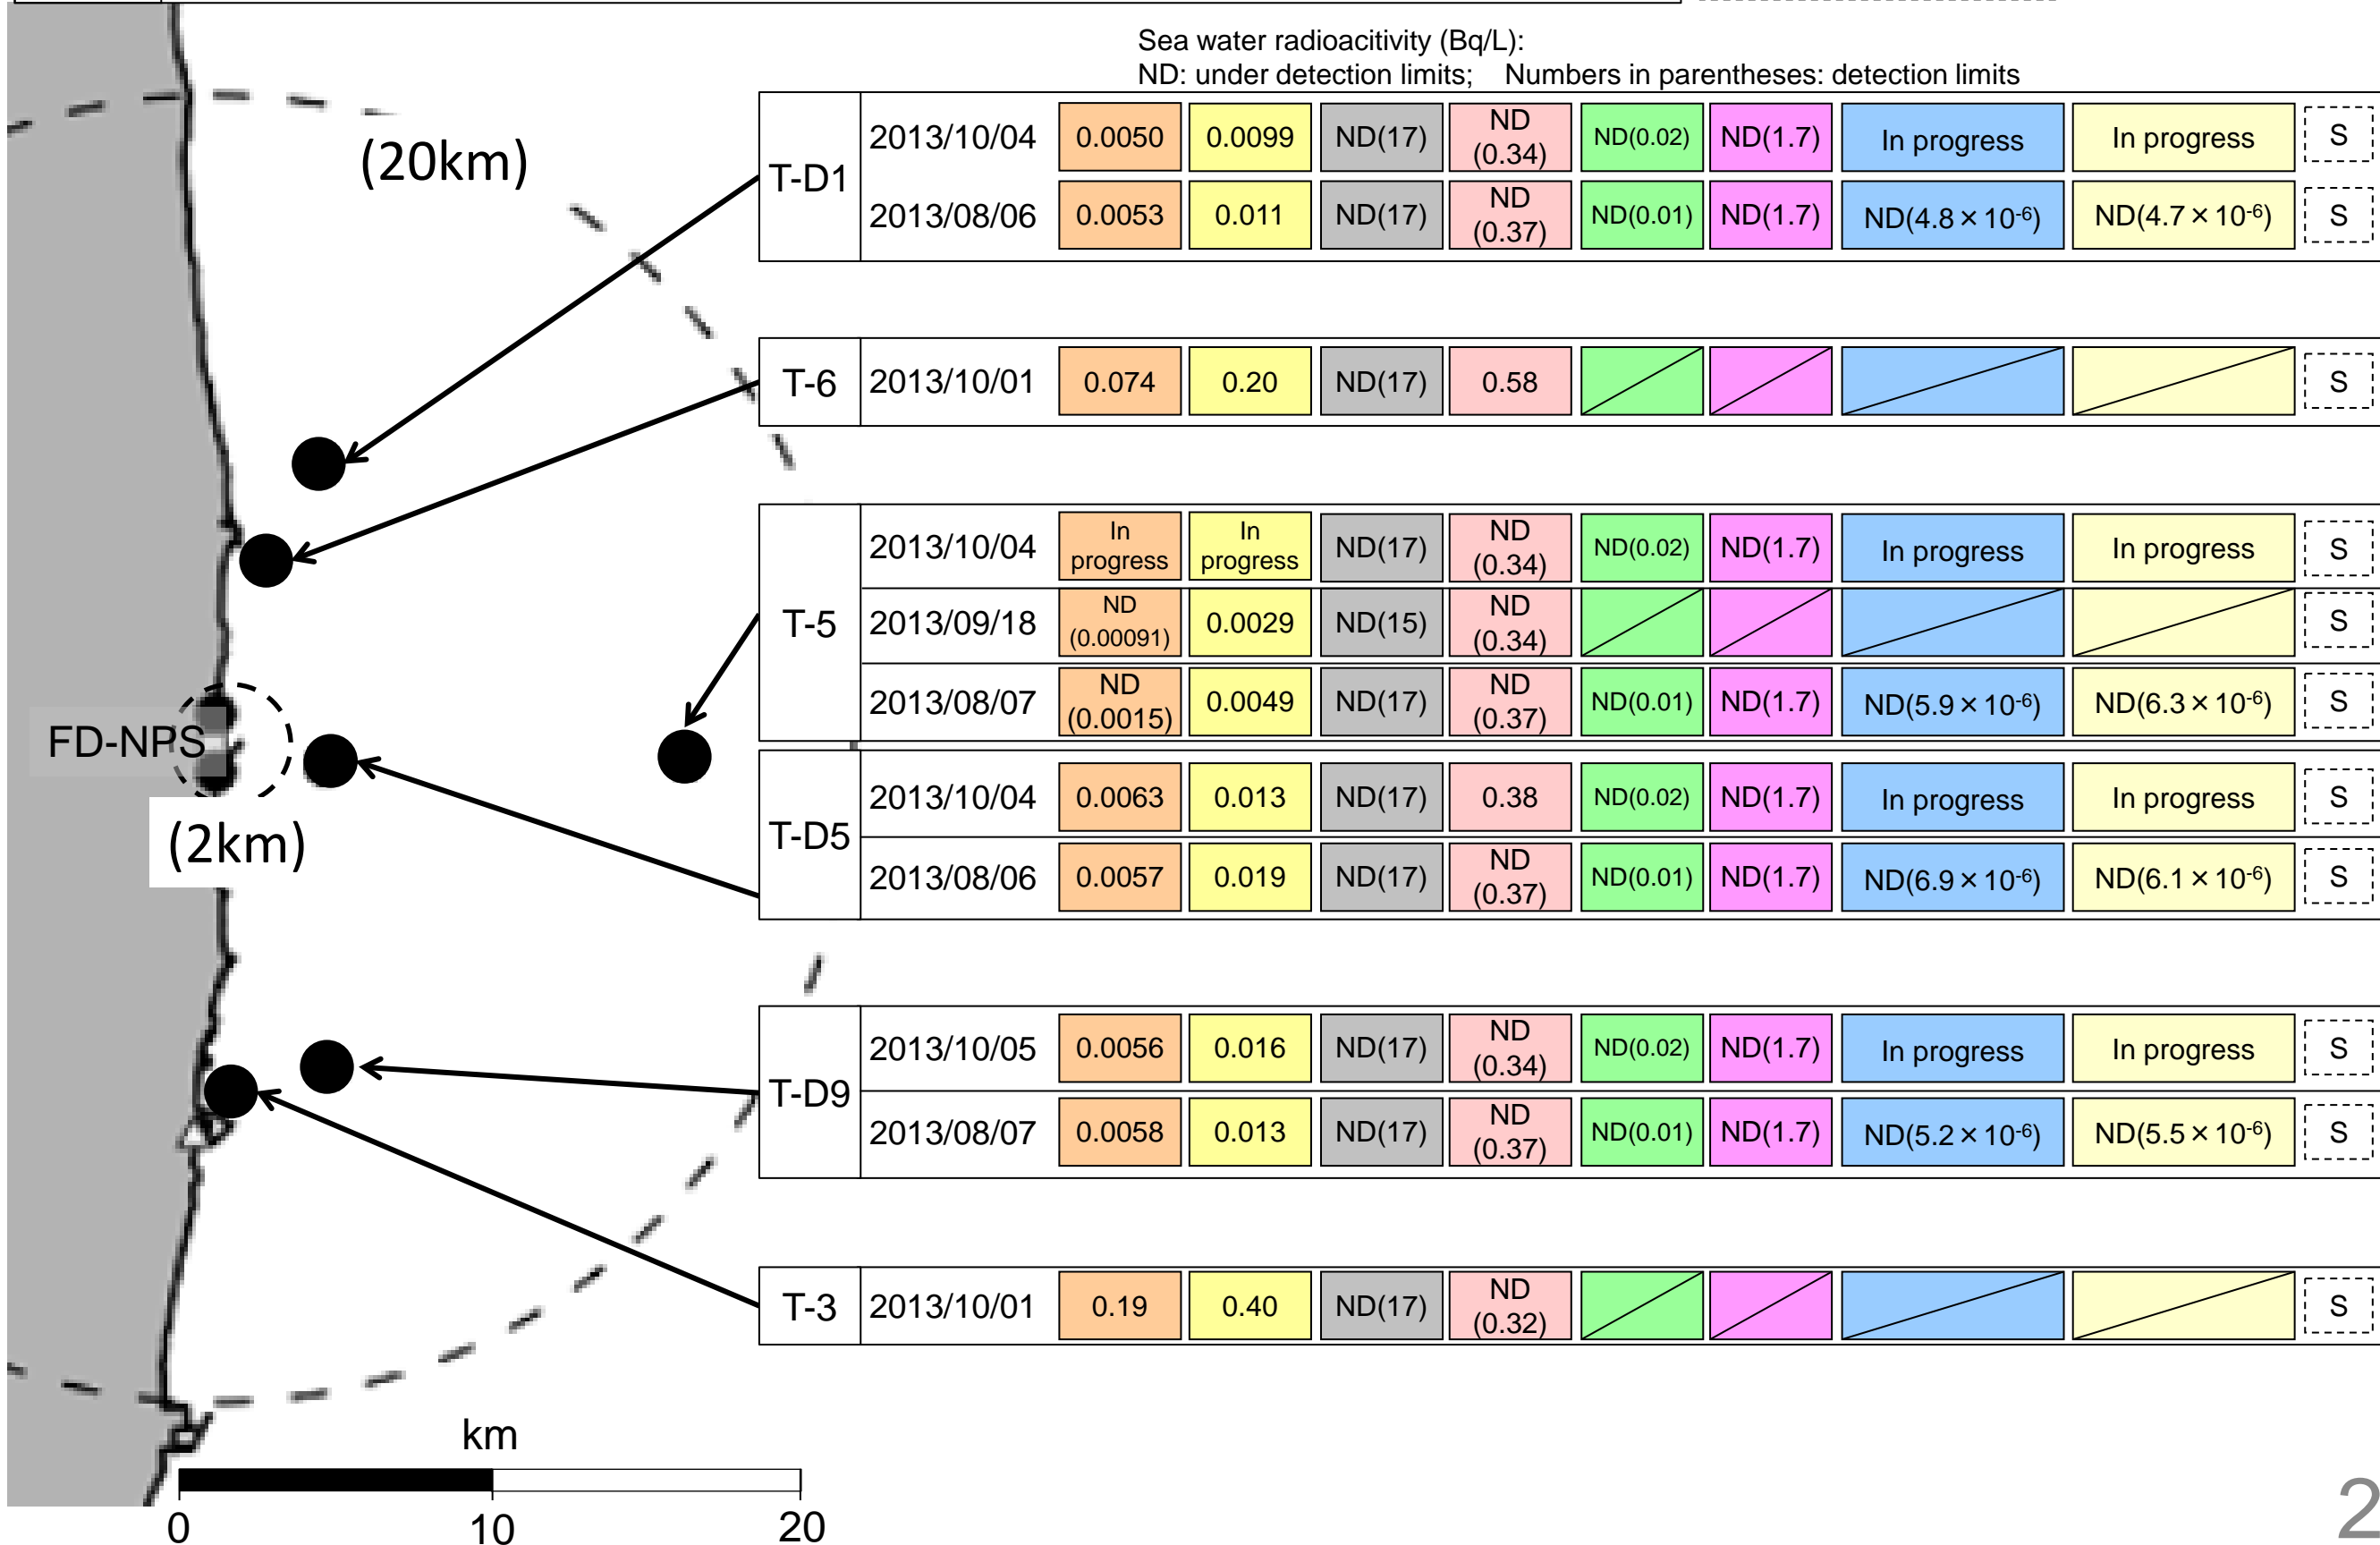 Sea water radioacitivity (Bq/L):
ND: under detection limits; Numbers in parentheses: detection limits
(20km)
T-D1
2013/10/04 0.0050 0.0099 ND(17) ND (0.34) ND(0.02) ND(1.7) In progress In progress S
2013/08/06 0.0053 0.011 ND(17) ND (0.37) ND(0.01) ND(1.7) ND(4.8×10⁻⁶) ND(4.7×10⁻⁶) S
T-6 2013/10/01 0.074 0.20 ND(17) 0.58 S
T-5
2013/10/04 In progress In progress ND(17) ND (0.34) ND(0.02) ND(1.7) In progress In progress S
2013/09/18 ND (0.00091) 0.0029 ND(15) ND (0.34) S
2013/08/07 ND (0.0015) 0.0049 ND(17) ND (0.37) ND(0.01) ND(1.7) ND(5.9×10⁻⁶) ND(6.3×10⁻⁶) S
FD-NPS
(2km)
T-D5
2013/10/04 0.0063 0.013 ND(17) 0.38 ND(0.02) ND(1.7) In progress In progress S
2013/08/06 0.0057 0.019 ND(17) ND (0.37) ND(0.01) ND(1.7) ND(6.9×10⁻⁶) ND(6.1×10⁻⁶) S
T-D9
2013/10/05 0.0056 0.016 ND(17) ND (0.34) ND(0.02) ND(1.7) In progress In progress S
2013/08/07 0.0058 0.013 ND(17) ND (0.37) ND(0.01) ND(1.7) ND(5.2×10⁻⁶) ND(5.5×10⁻⁶) S
T-3 2013/10/01 0.19 0.40 ND(17) ND (0.32) S
km
0 10 20
2